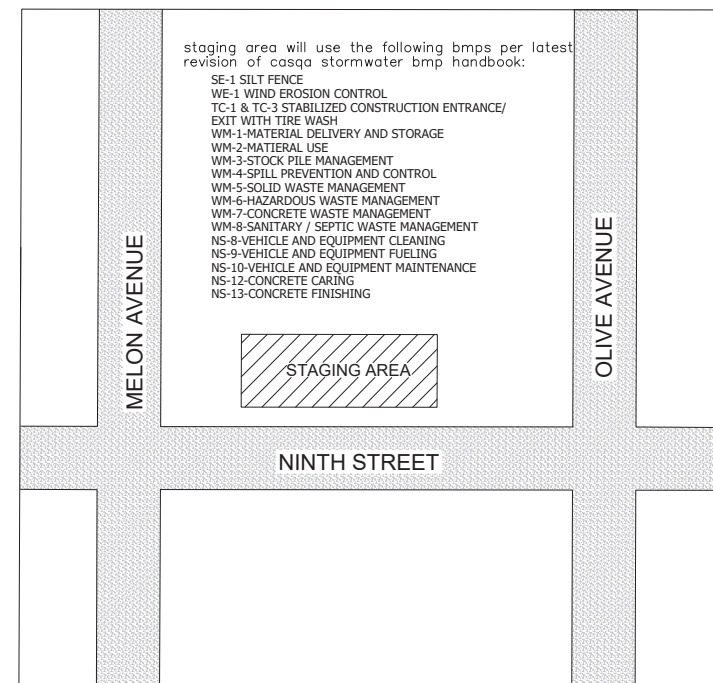 staging area will use the following bmps per latest
revision of casqa stormwater bmp handbook:
SE-1 SILT FENCE
WE-1 WIND EROSION CONTROL
TC-1 & TC-3 STABILIZED CONSTRUCTION ENTRANCE/
EXIT WITH TIRE WASH
WM-1-MATERIAL DELIVERY AND STORAGE
WM-2-MATIERAL USE
WM-3-STOCK PILE MANAGEMENT
WM-4-SPILL PREVENTION AND CONTROL
WM-5-SOLID WASTE MANAGEMENT
WM-6-HAZARDOUS WASTE MANAGEMENT
WM-7-CONCRETE WASTE MANAGEMENT
WM-8-SANITARY / SEPTIC WASTE MANAGEMENT
NS-8-VEHICLE AND EQUIPMENT CLEANING
NS-9-VEHICLE AND EQUIPMENT FUELING
NS-10-VEHICLE AND EQUIPMENT MAINTENANCE
NS-12-CONCRETE CARING
NS-13-CONCRETE FINISHING
MELON AVENUE
OLIVE AVENUE
STAGING AREA
NINTH STREET